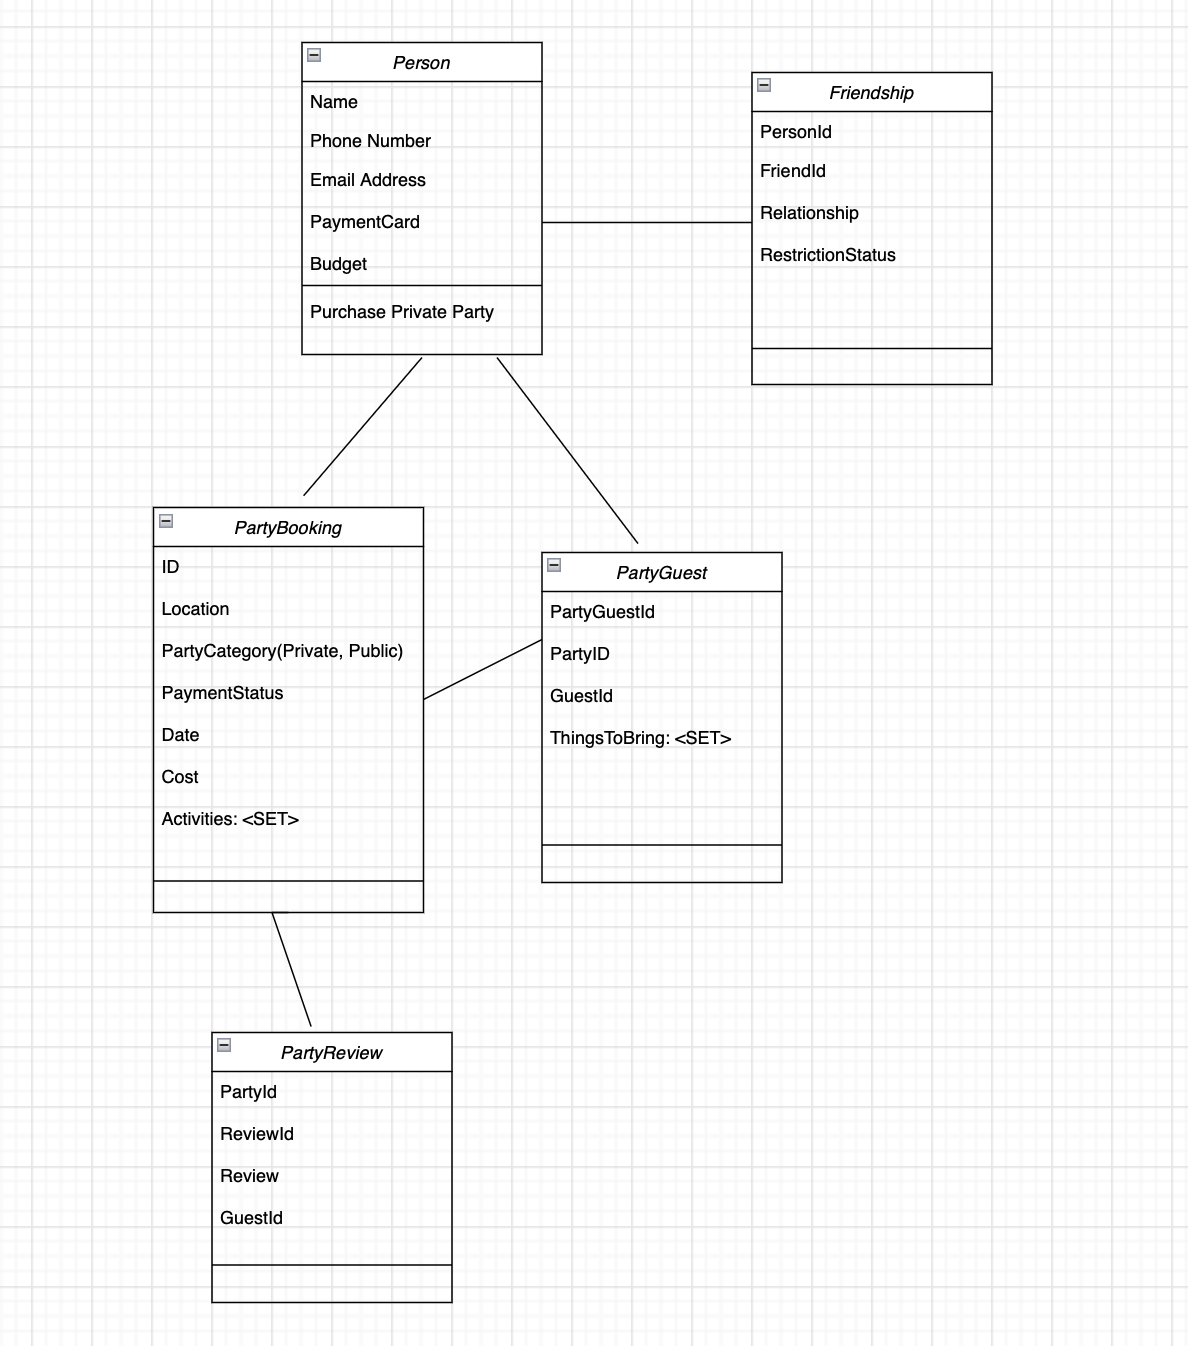 Person
Name
Phone Number
Email Address
PaymentCard
Budget
Purchase Private Party
Friendship
PersonId
FriendId
Relationship
RestrictionStatus
PartyBooking
ID
Location
PartyCategory(Private, Public)
PaymentStatus
Date
Cost
Activities: <SET>
PartyGuest
PartyGuestId
PartyID
GuestId
ThingsToBring: <SET>
PartyReview
PartyId
ReviewId
Review
GuestId